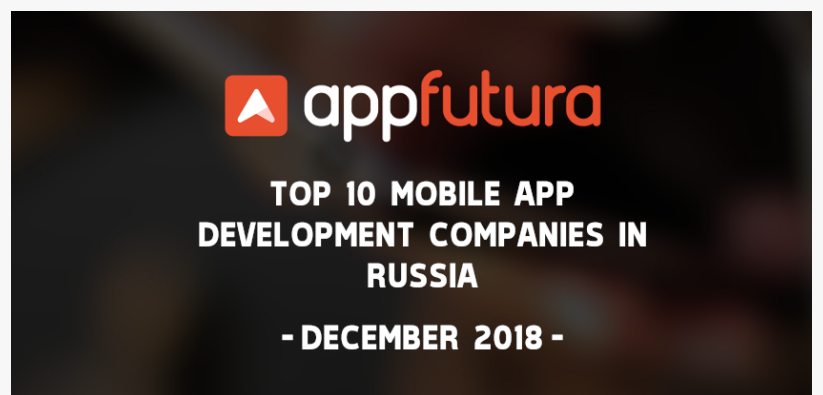 appfutura
TOP 10 MOBILE APP
DEVELOPMENT COMPANIES IN
RUSSIA
- DECEMBER 2018 -